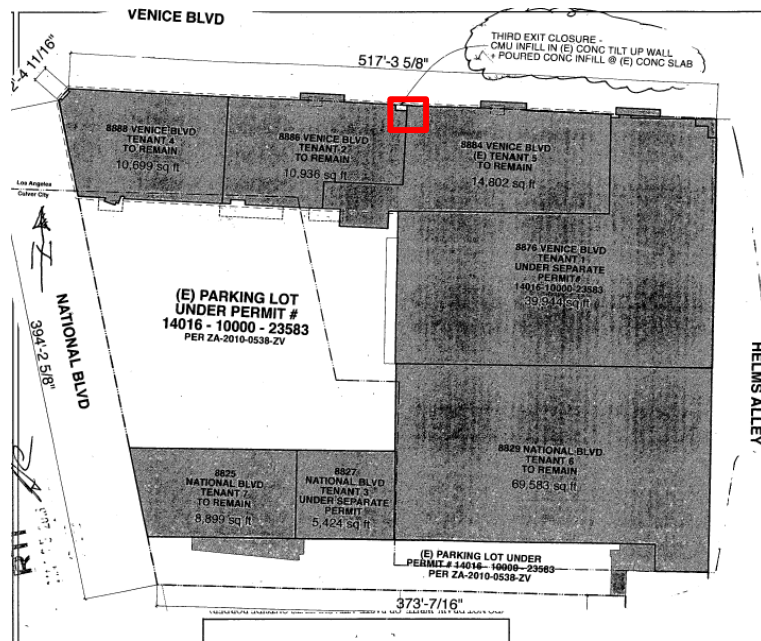 VENICE BLVD
THIRD EXIT CLOSURE -
CMU INFILL IN (E) CONC TILT UP WALL
+ POURED CONC INFILL @ (E) CONC SLAB
517'-3 5/8"
2'-4 11/16"
8888 VENICE BLVD
TENANT 4
TO REMAIN
10,699 sq ft
8886 VENICE BLVD
TENANT 2
TO REMAIN
10,936 sq ft
8884 VENICE BLVD
(E) TENANT 5
TO REMAIN
14,802 sq ft
Los Angeles
Culver City
8876 VENICE BLVD
TENANT 1
UNDER SEPARATE
PERMIT#
14016-10000-23583
39,944 sq ft
(E) PARKING LOT
UNDER PERMIT #
14016 - 10000 - 23583
PER ZA-2010-0538-ZV
NATIONAL BLVD
394'-2 5/8"
HELMS ALLEY
8829 NATIONAL BLVD
TENANT 6
TO REMAIN
69,583 sq ft
8825
NATIONAL BLVD
TENANT 7
TO REMAIN
8,899 sq ft
8827
NATIONAL BLVD
TENANT 3
UNDER SEPARATE
PERMIT
5,424 sq ft
(E) PARKING LOT UNDER
PERMIT # 14016 - 10000 - 23583
PER ZA-2010-0538-ZV
373'-7/16"